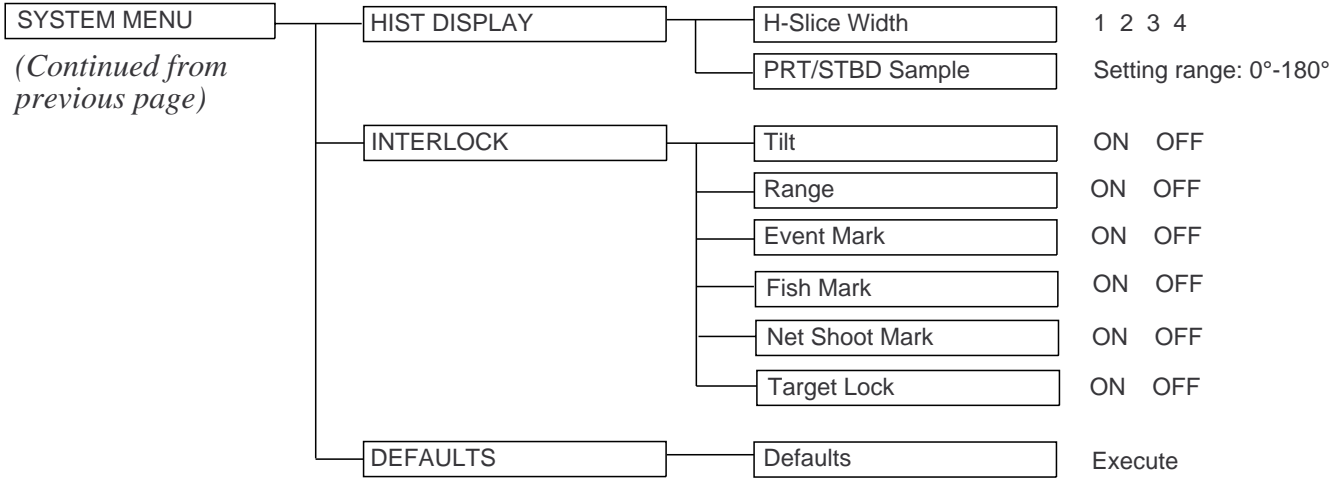 SYSTEM MENU
(Continued from
previous page)
HIST DISPLAY
H-Slice Width
1 2 3 4
PRT/STBD Sample
Setting range: 0°-180°
INTERLOCK
Tilt
ON OFF
Range
ON OFF
Event Mark
ON OFF
Fish Mark
ON OFF
Net Shoot Mark
ON OFF
Target Lock
ON OFF
DEFAULTS
Defaults
Execute